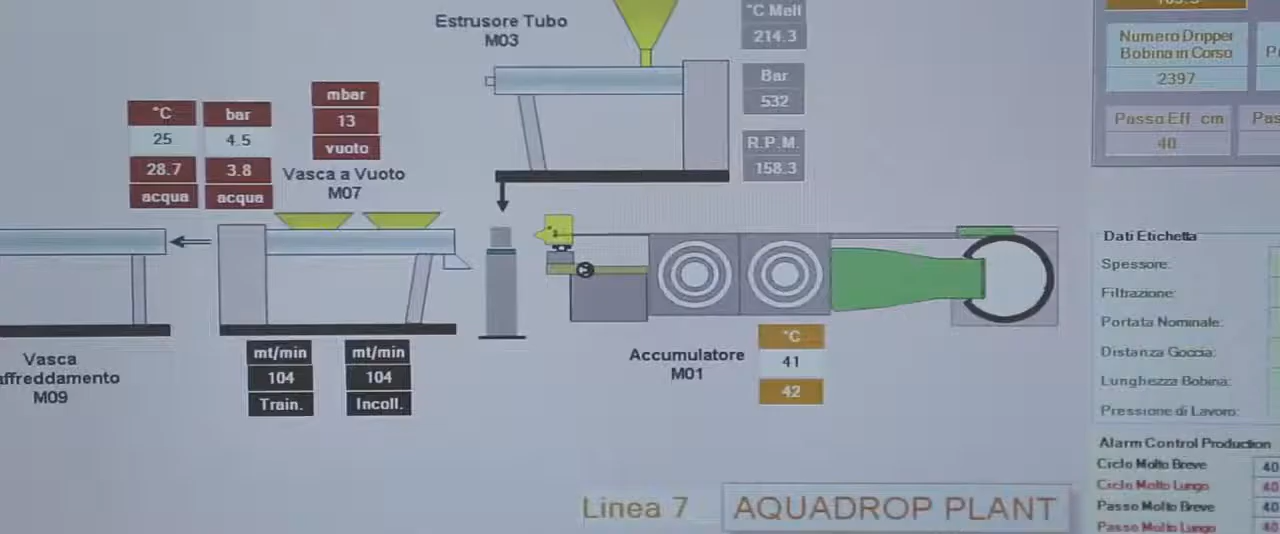 Estrusore Tubo
M03
°C Melt
214.3
Bar
532
R.P.M.
158.3
Numero Dripper
Bobina in Corso
2397
Passo Eff. cm
40
°C
25
28.7
acqua
bar
4.5
3.8
acqua
mbar
13
vuoto
Vasca a Vuoto
M07
Vasca
affreddamento
M09
mt/min
104
Train.
mt/min
104
Incoll.
Accumulatore
M01
°C
41
42
Dati Etichetta
Spessore:
Filtrazione:
Portata Nominale:
Distanza Goccia:
Lunghezza Bobina:
Pressione di Lavoro:
Alarm Control Production
Ciclo Molto Breve 40
Ciclo Molto Lungo 40
Passo Molto Breve 40
Passo Molto Lungo 40
Linea 7 AQUADROP PLANT